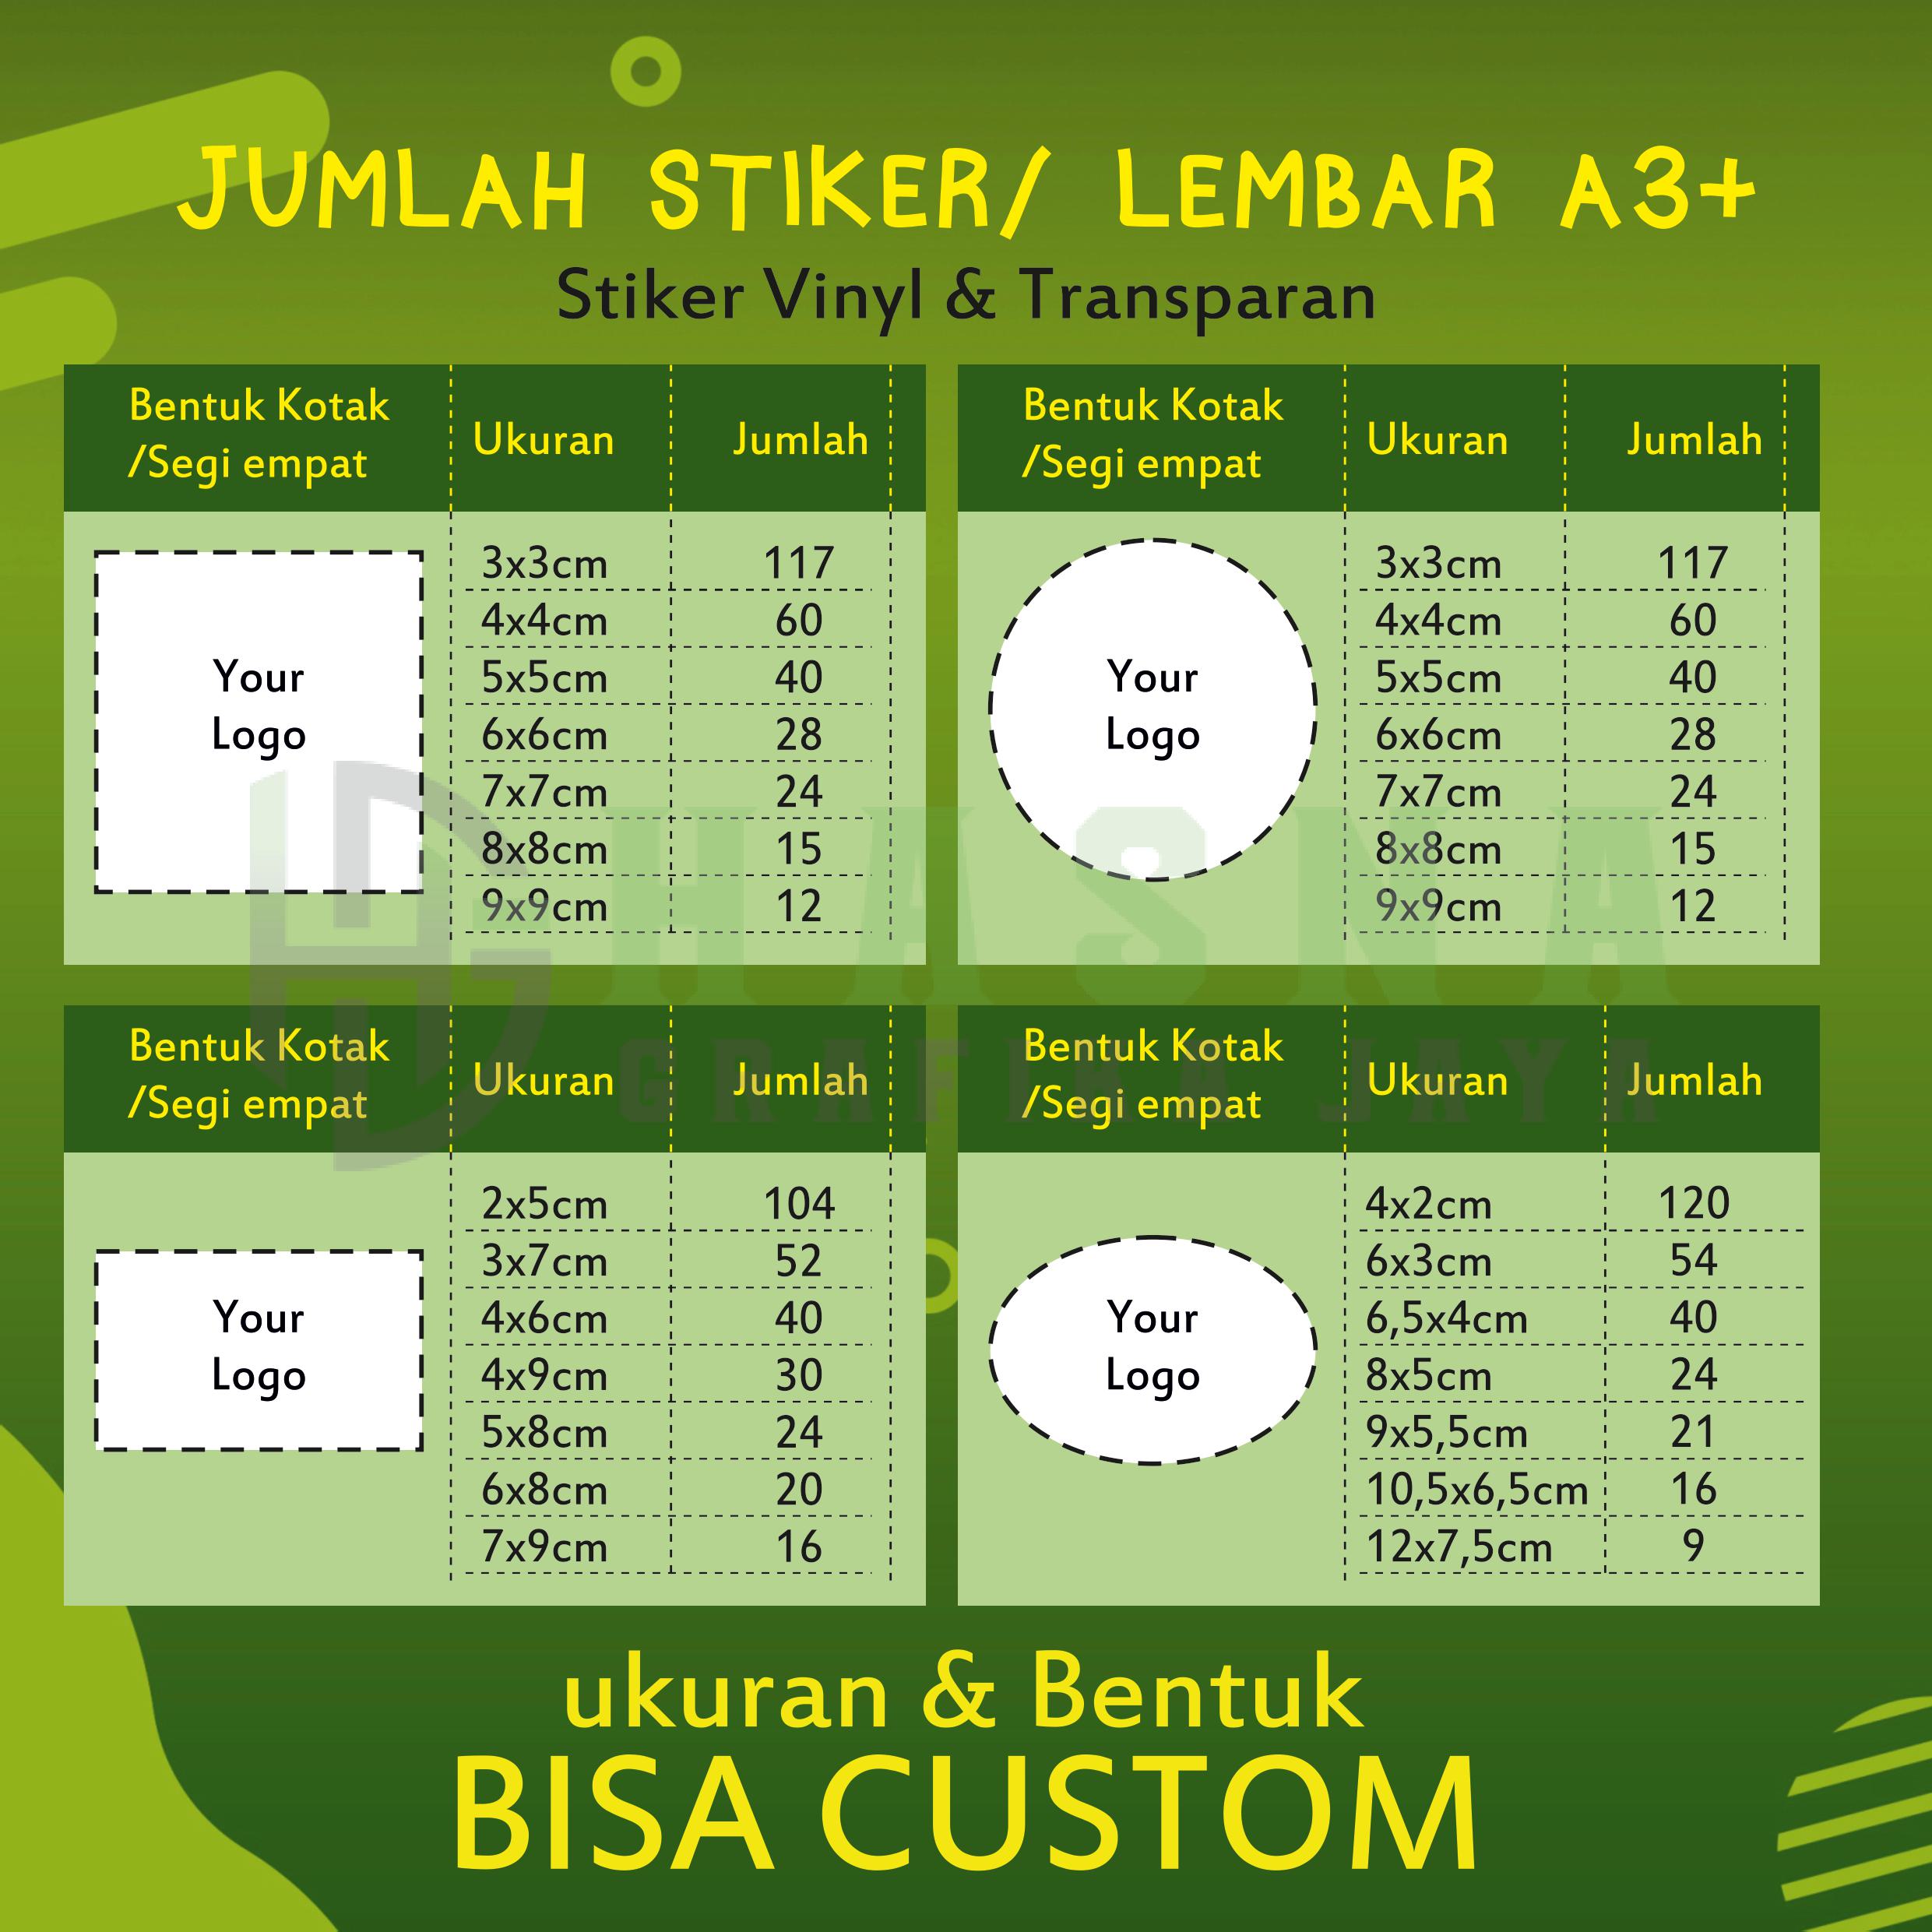 JUMLAH STIKER/ LEMBAR A3+
Stiker Vinyl & Transparan
Bentuk Kotak
/Segi empat
Ukuran
Jumlah
Your
Logo
3x3cm 117
4x4cm 60
5x5cm 40
6x6cm 28
7x7cm 24
8x8cm 15
9x9cm 12
Bentuk Kotak
/Segi empat
Ukuran
Jumlah
Your
Logo
3x3cm 117
4x4cm 60
5x5cm 40
6x6cm 28
7x7cm 24
8x8cm 15
9x9cm 12
HASNA
GRAFIKA JAYA
Bentuk Kotak
/Segi empat
Ukuran
Jumlah
Your
Logo
2x5cm 104
3x7cm 52
4x6cm 40
4x9cm 30
5x8cm 24
6x8cm 20
7x9cm 16
Bentuk Kotak
/Segi empat
Ukuran
Jumlah
Your
Logo
4x2cm 120
6x3cm 54
6,5x4cm 40
8x5cm 24
9x5,5cm 21
10,5x6,5cm 16
12x7,5cm 9
ukuran & Bentuk
BISA CUSTOM